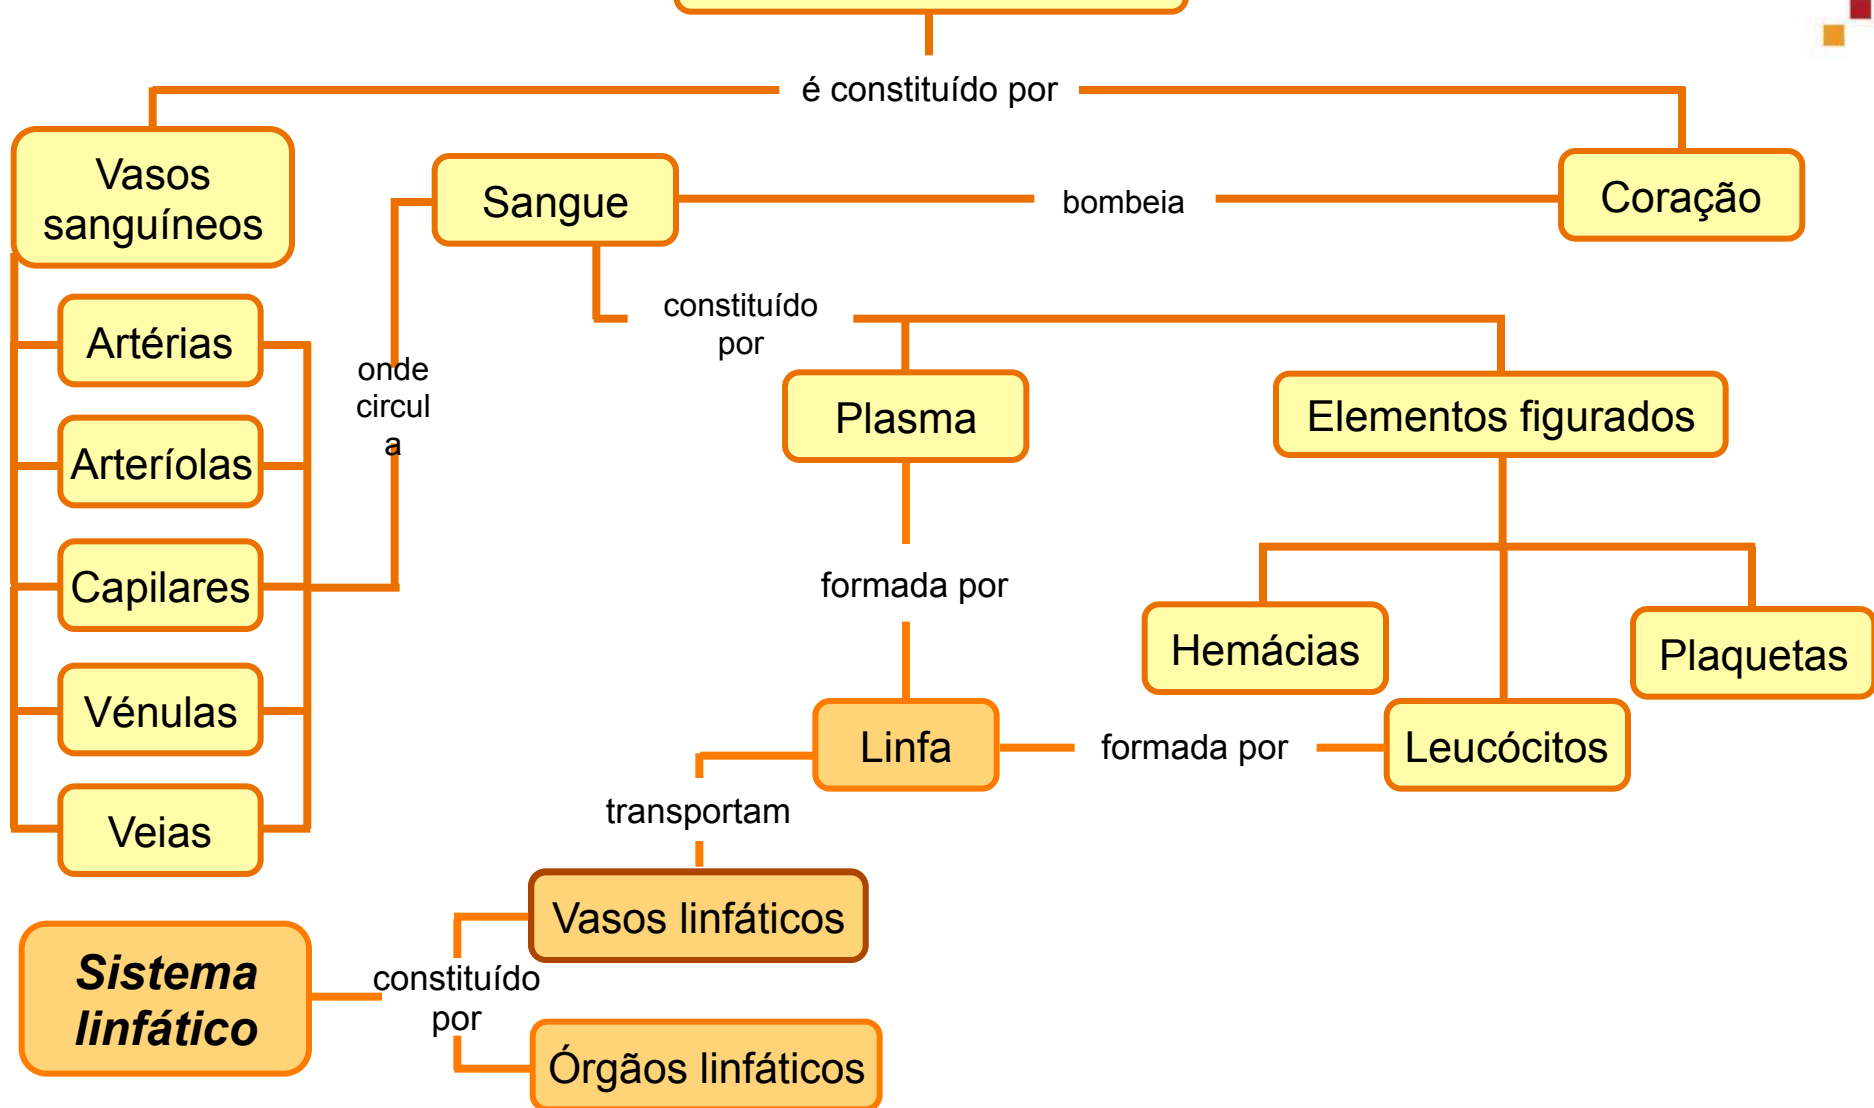 é constituído por
Vasos
sanguíneos
Sangue
bombeia
Coração
constituído
por
Artérias
onde
circul
a
Plasma
Elementos figurados
Arteríolas
Capilares
formada por
Hemácias
Plaquetas
Vénulas
Linfa
formada por
Leucócitos
Veias
transportam
Vasos linfáticos
Sistema
linfático
constituído
por
Órgãos linfáticos